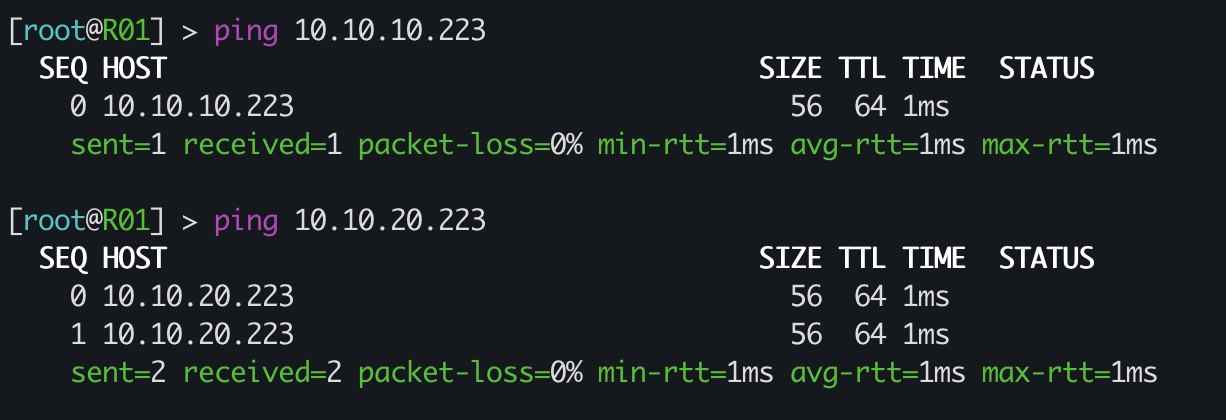 [root@R01] > ping 10.10.10.223
  SEQ HOST                                     SIZE TTL TIME  STATUS
    0 10.10.10.223                               56  64 1ms
    sent=1 received=1 packet-loss=0% min-rtt=1ms avg-rtt=1ms max-rtt=1ms

[root@R01] > ping 10.10.20.223
  SEQ HOST                                     SIZE TTL TIME  STATUS
    0 10.10.20.223                               56  64 1ms
    1 10.10.20.223                               56  64 1ms
    sent=2 received=2 packet-loss=0% min-rtt=1ms avg-rtt=1ms max-rtt=1ms